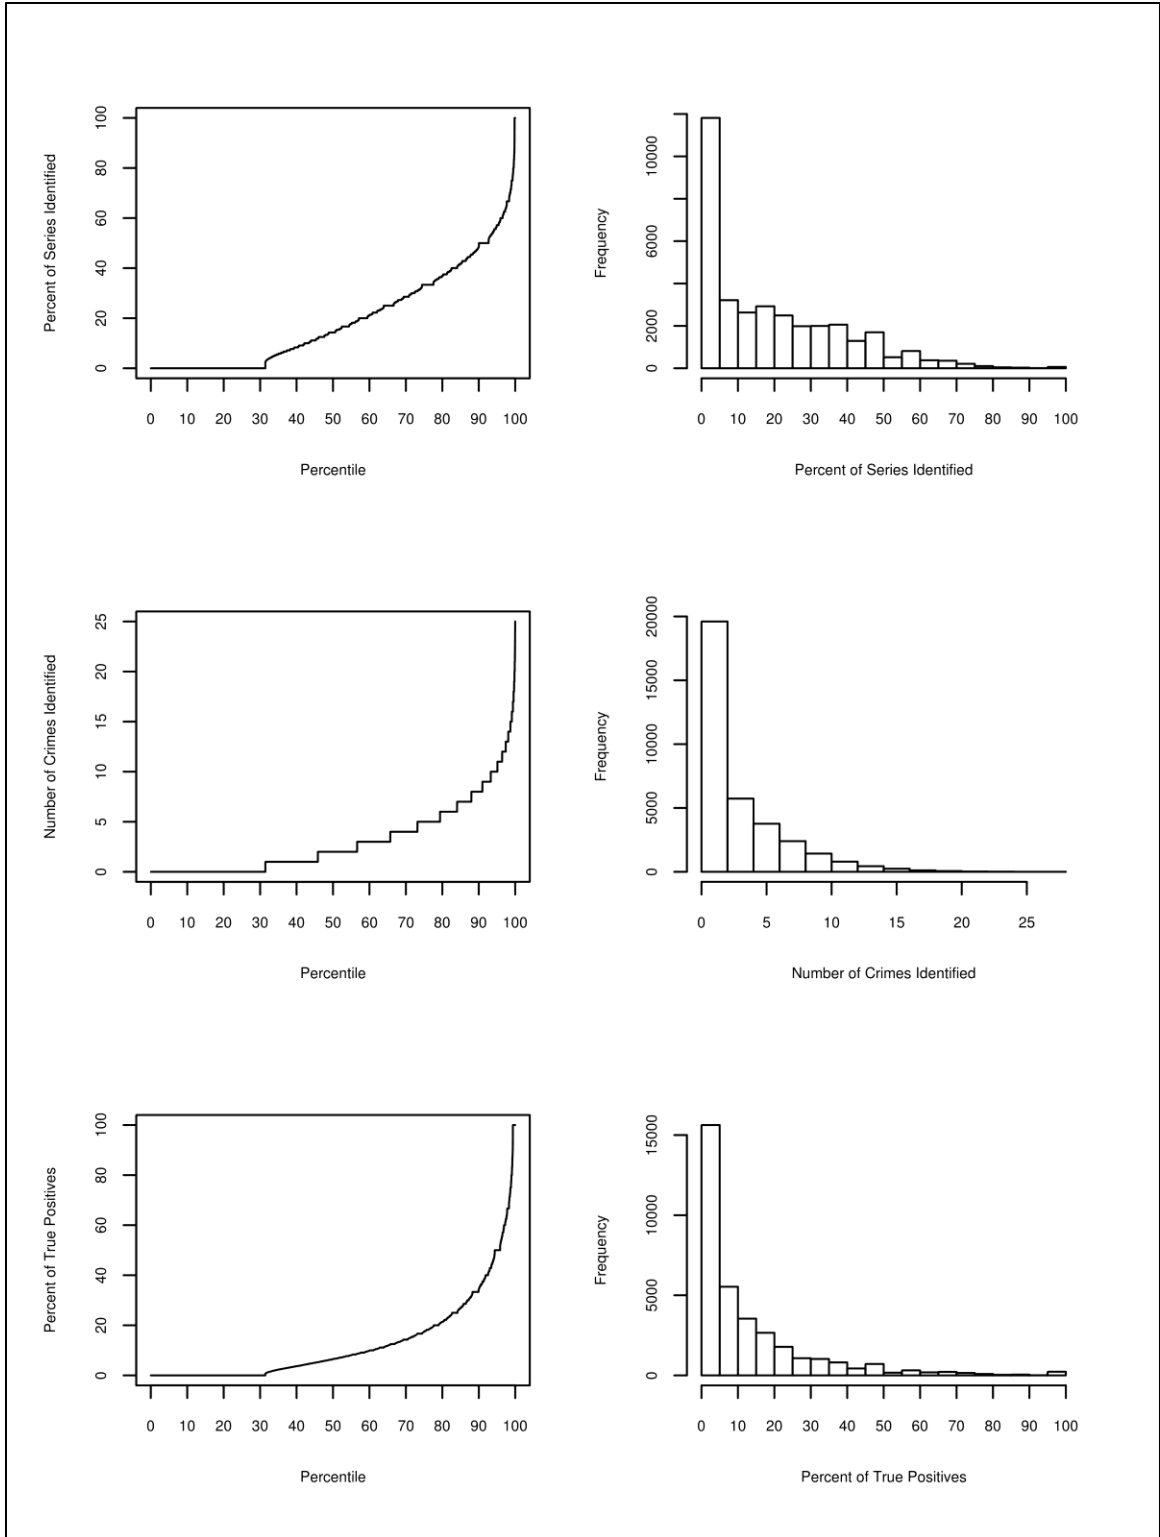 Percent of Series Identified
0 20 40 60 80 100
0 10 20 30 40 50 60 70 80 90 100
Percentile
Frequency
0 2000 6000 10000
0 10 20 30 40 50 60 70 80 90 100
Percent of Series Identified
Number of Crimes Identified
0 5 10 15 20 25
0 10 20 30 40 50 60 70 80 90 100
Percentile
Frequency
0 5000 10000 15000 20000
0 5 10 15 20 25
Number of Crimes Identified
Percent of True Positives
0 20 40 60 80 100
0 10 20 30 40 50 60 70 80 90 100
Percentile
Frequency
0 5000 10000 15000
0 10 20 30 40 50 60 70 80 90 100
Percent of True Positives